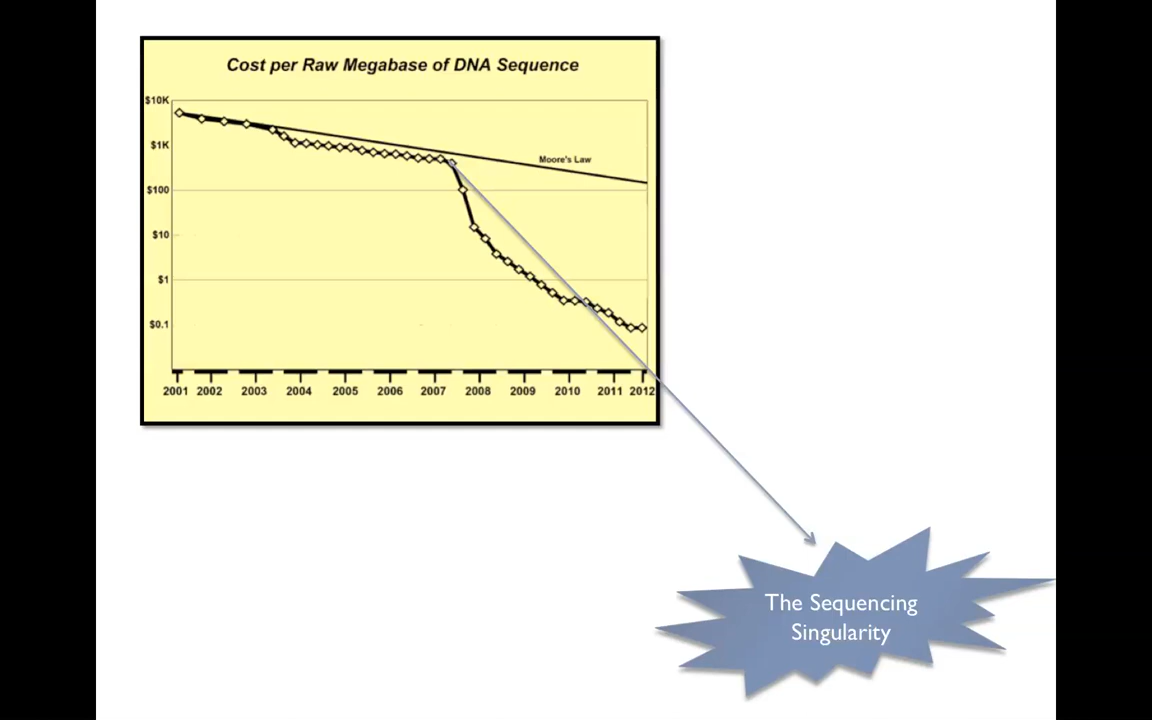 Cost per Raw Megabase of DNA Sequence
$10K
$1K
Moore's Law
$100
$10
$1
$0.1
2001 2002 2003 2004 2005 2006 2007 2008 2009 2010 2011 2012
The Sequencing
Singularity